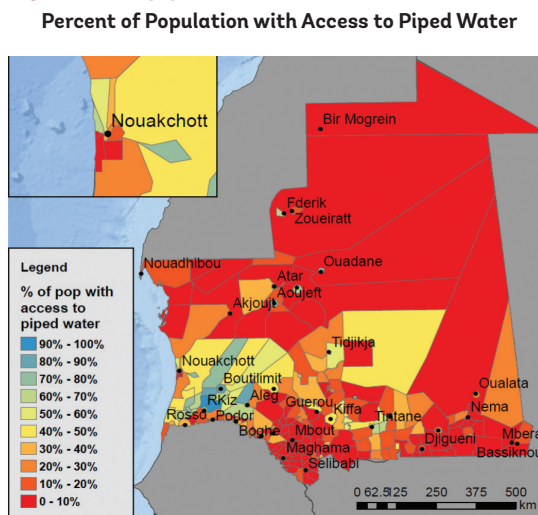 Percent of Population with Access to Piped Water
Nouakchott
Bir Mogrein
Fderik
Zoueiratt
Nouadhibou
Ouadane
Atar
Aoujeft
Akjoujt
Tidjikja
Nouakchott
Boutilimit
Oualata
RKiz
Aleg
Guerou
Kiffa
Tintane
Nema
Rosso
Podor
Mbera
Boghe
Mbout
Djigueni
Bassiknou
Maghama
Selibabi
Legend
% of pop with
access to
piped water
90% - 100%
80% - 90%
70% - 80%
60% - 70%
50% - 60%
40% - 50%
30% - 40%
20% - 30%
10% - 20%
0 - 10%
0 62.5125 250 375 500
km